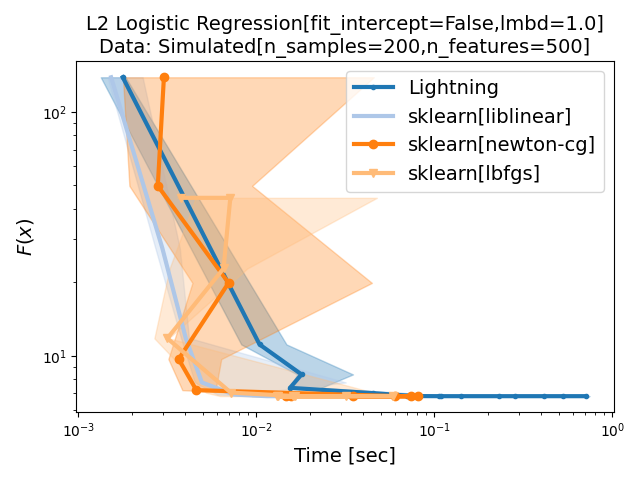 L2 Logistic Regression[fit_intercept=False,lmbd=1.0]
Data: Simulated[n_samples=200,n_features=500]
Lightning
sklearn[liblinear]
sklearn[newton-cg]
sklearn[lbfgs]
F(x)
10²
10¹
10⁻³
10⁻²
10⁻¹
10⁰
Time [sec]